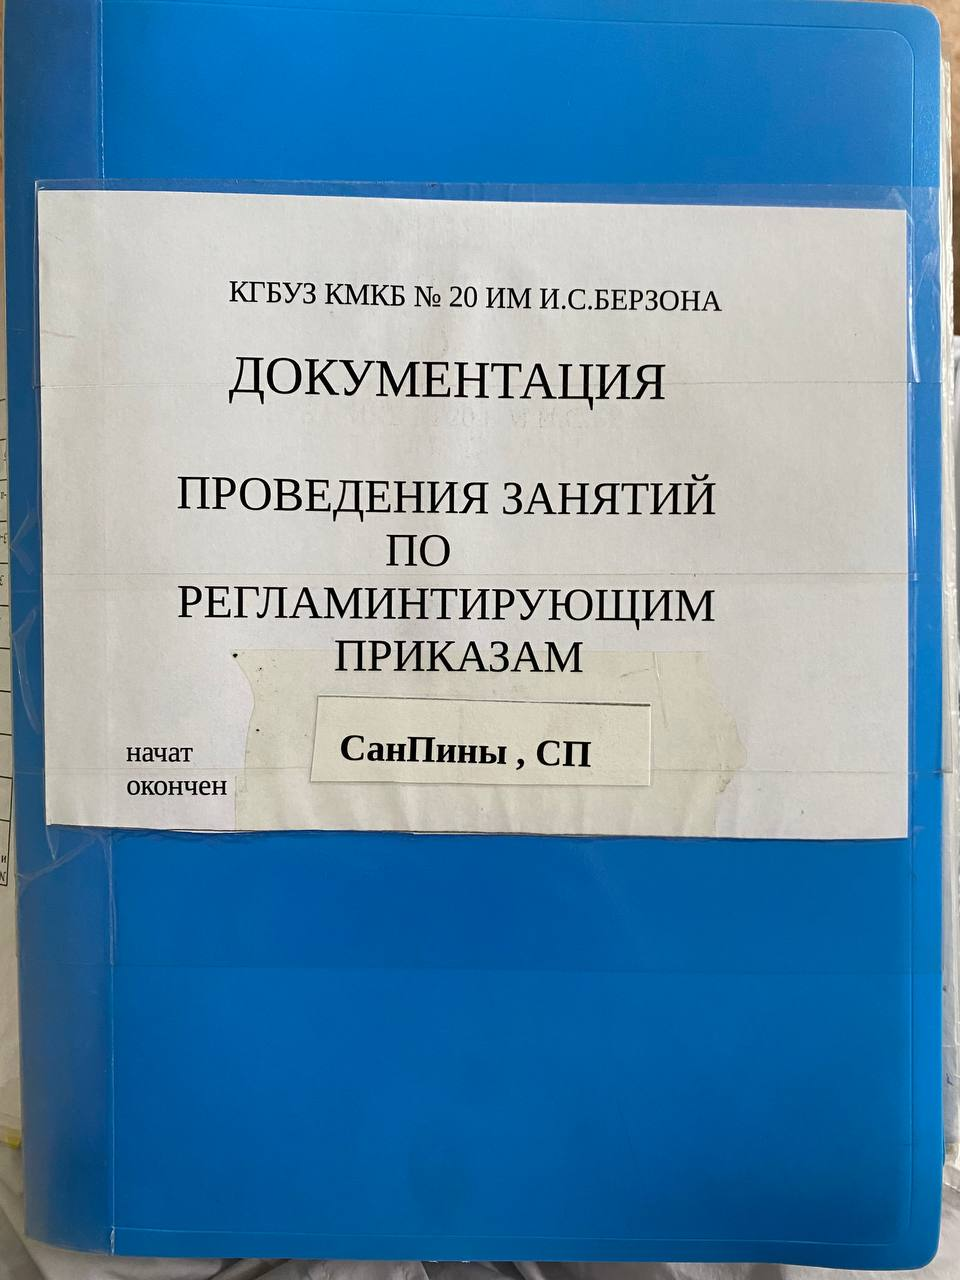 КГБУЗ КМКБ № 20 ИМ И.С.БЕРЗОНА
ДОКУМЕНТАЦИЯ
ПРОВЕДЕНИЯ ЗАНЯТИЙ
ПО
РЕГЛАМИНТИРУЮЩИМ
ПРИКАЗАМ
СанПины , СП
начат
окончен